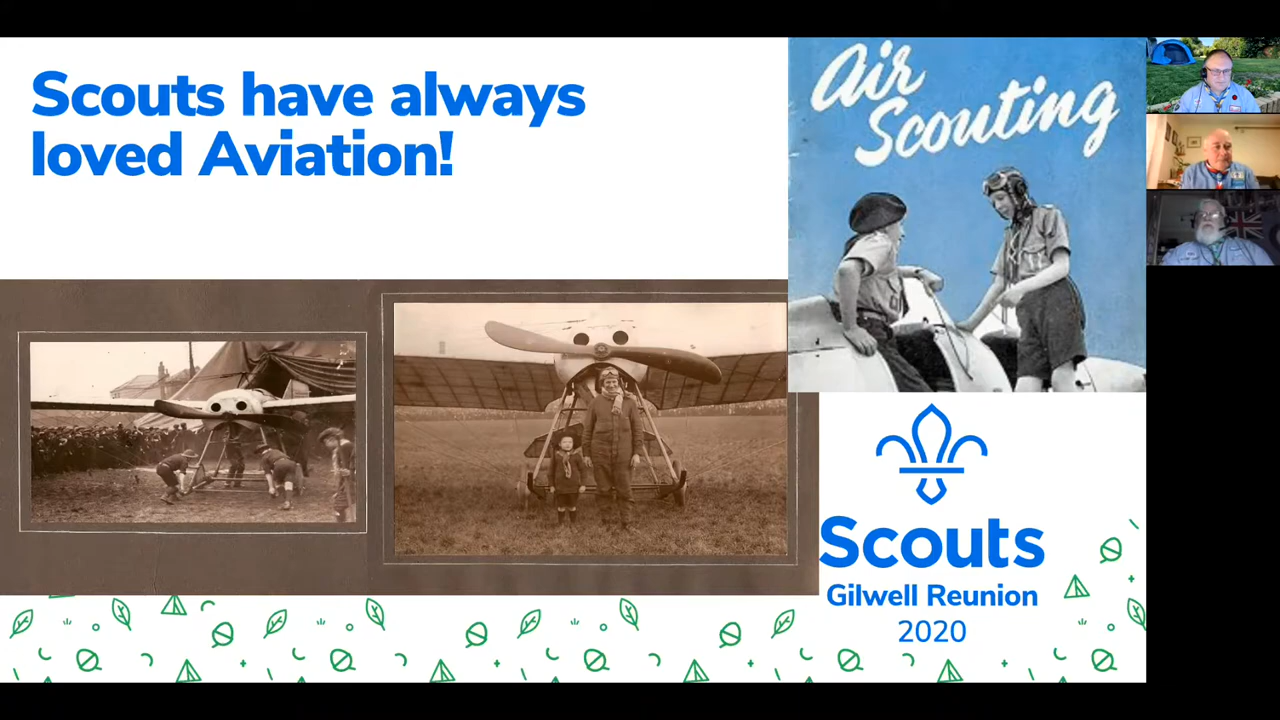 Scouts have always
loved Aviation!
Air
Scouting
Scouts
Gilwell Reunion
2020